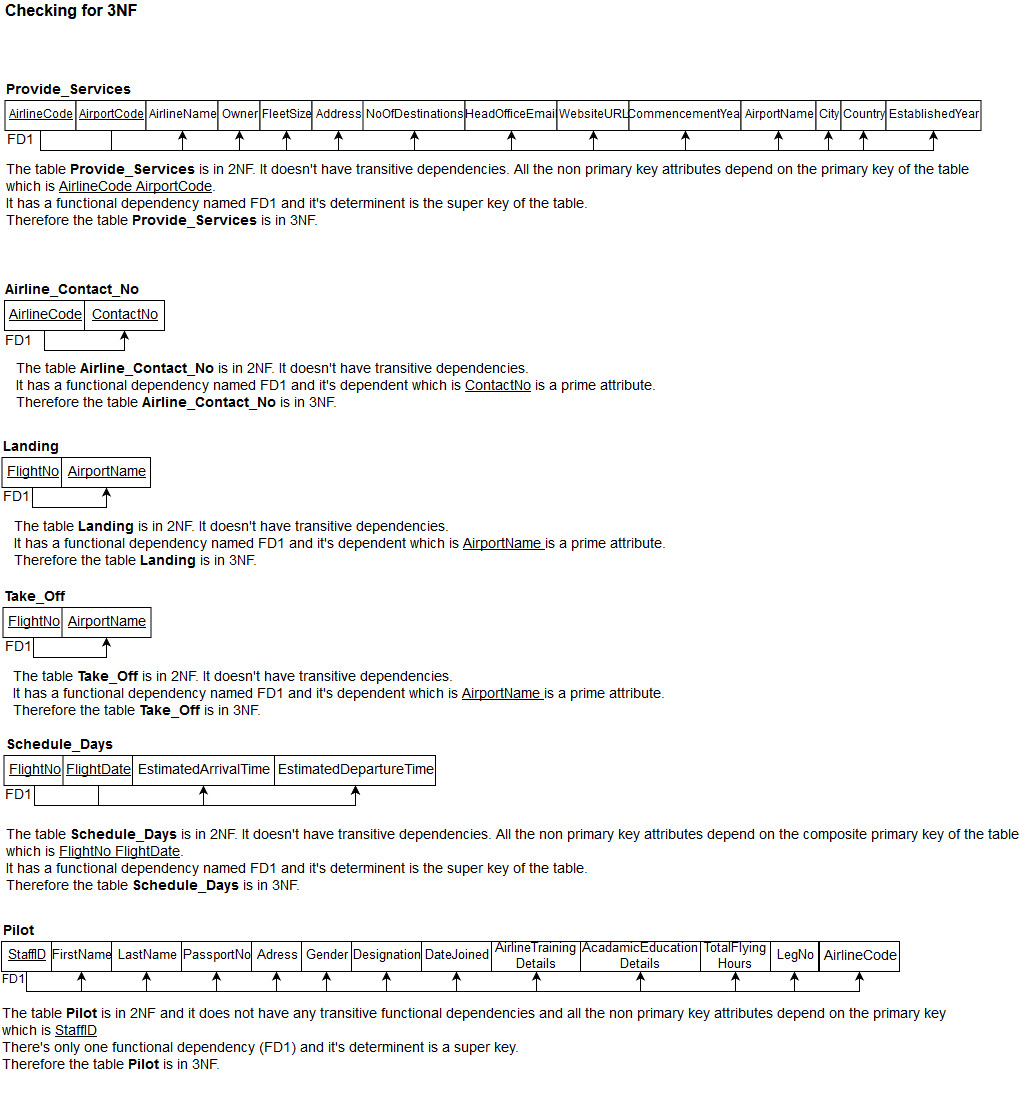 Checking for 3NF
Provide_Services
AirlineCode AirportCode AirlineName Owner FleetSize Address NoOfDestinations HeadOfficeEmail WebsiteURL CommencementYea AirportName City Country EstablishedYear
FD1
The table Provide_Services is in 2NF. It doesn't have transitive dependencies. All the non primary key attributes depend on the primary key of the table
which is AirlineCode AirportCode.
It has a functional dependency named FD1 and it's determinent is the super key of the table.
Therefore the table Provide_Services is in 3NF.
Airline_Contact_No
AirlineCode ContactNo
FD1
The table Airline_Contact_No is in 2NF. It doesn't have transitive dependencies.
It has a functional dependency named FD1 and it's dependent which is ContactNo is a prime attribute.
Therefore the table Airline_Contact_No is in 3NF.
Landing
FlightNo AirportName
FD1
The table Landing is in 2NF. It doesn't have transitive dependencies.
It has a functional dependency named FD1 and it's dependent which is AirportName is a prime attribute.
Therefore the table Landing is in 3NF.
Take_Off
FlightNo AirportName
FD1
The table Take_Off is in 2NF. It doesn't have transitive dependencies.
It has a functional dependency named FD1 and it's dependent which is AirportName is a prime attribute.
Therefore the table Take_Off is in 3NF.
Schedule_Days
FlightNo FlightDate EstimatedArrivalTime EstimatedDepartureTime
FD1
The table Schedule_Days is in 2NF. It doesn't have transitive dependencies. All the non primary key attributes depend on the composite primary key of the table
which is FlightNo FlightDate.
It has a functional dependency named FD1 and it's determinent is the super key of the table.
Therefore the table Schedule_Days is in 3NF.
Pilot
StaffID FirstName LastName PassportNo Adress Gender Designation DateJoined AirlineTraining Details AcadamicEducation Details TotalFlying Hours LegNo AirlineCode
FD1
The table Pilot is in 2NF and it does not have any transitive functional dependencies and all the non primary key attributes depend on the primary key
which is StaffID
There's only one functional dependency (FD1) and it's determinent is a super key.
Therefore the table Pilot is in 3NF.